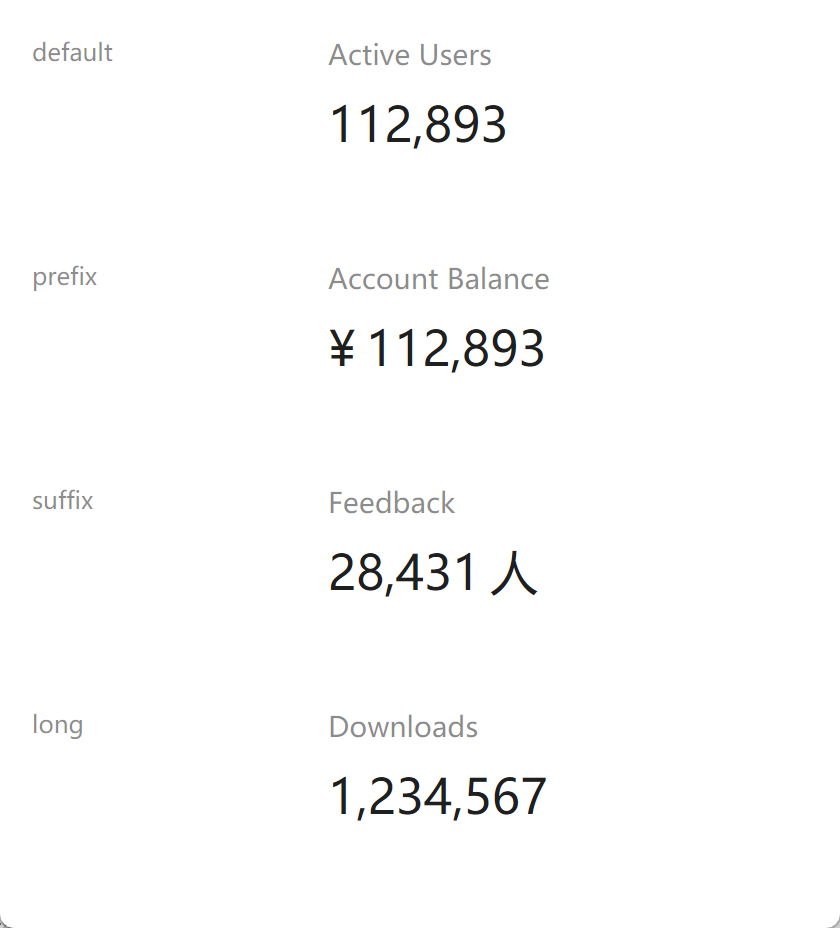 default
Active Users
112,893
prefix
Account Balance
¥ 112,893
suffix
Feedback
28,431 人
long
Downloads
1,234,567